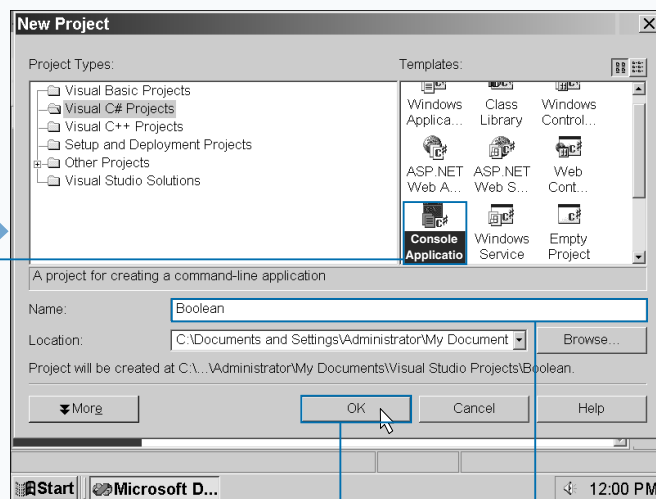 New Project
Project Types:
Templates:
Visual Basic Projects
Visual C# Projects
Visual C++ Projects
Setup and Deployment Projects
Other Projects
Visual Studio Solutions
Windows Applica...
Class Library
Windows Control...
ASP.NET Web A...
ASP.NET Web S...
Web Cont...
Console Applicatio
Windows Service
Empty Project
A project for creating a command-line application
Name:
Boolean
Location:
C:\Documents and Settings\Administrator\My Document
Browse...
Project will be created at C:\...\Administrator\My Documents\Visual Studio Projects\Boolean.
More
OK
Cancel
Help
Start
Microsoft D...
12:00 PM